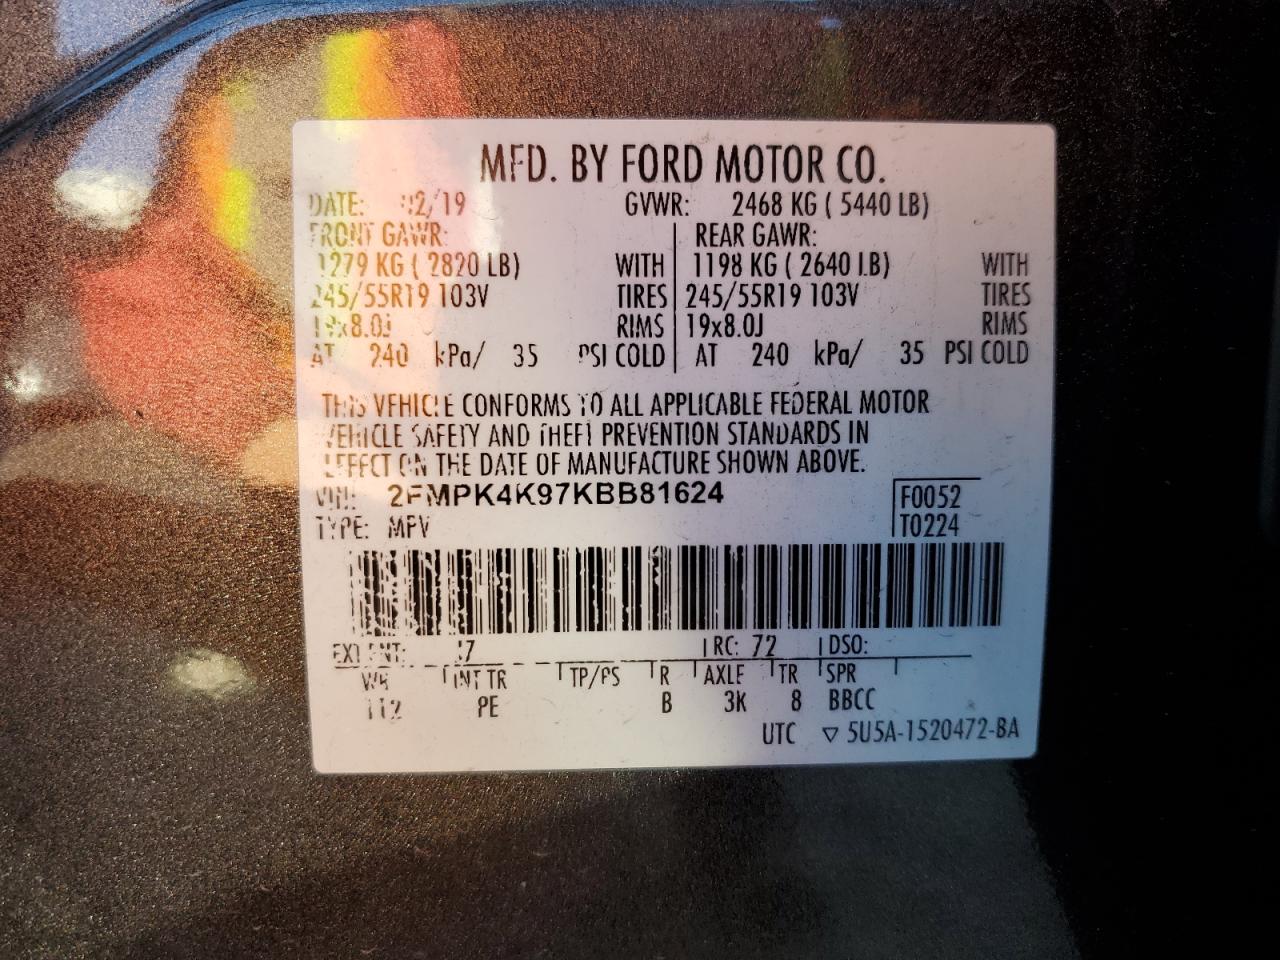 MFD. BY FORD MOTOR CO.
DATE: 02/19 GVWR: 2468 KG ( 5440 LB)
FRONT GAWR: REAR GAWR:
1279 KG ( 2820 LB) WITH 1198 KG ( 2640 LB) WITH
245/55R19 103V TIRES 245/55R19 103V TIRES
19x8.0J RIMS 19x8.0J RIMS
AT 240 kPa/ 35 PSI COLD AT 240 kPa/ 35 PSI COLD
THIS VEHICLE CONFORMS TO ALL APPLICABLE FEDERAL MOTOR
VEHICLE SAFETY AND THEFT PREVENTION STANDARDS IN
EFFECT ON THE DATE OF MANUFACTURE SHOWN ABOVE.
VIN: 2FMPK4K97KBB81624 F0052
TYPE: MPV T0224
EXT PNT: RC: 72 DSO:
WB INT TR TP/PS R AXLE TR SPR
112 PE B 3K 8 BBCC
UTC ▽ 5U5A-1520472-BA